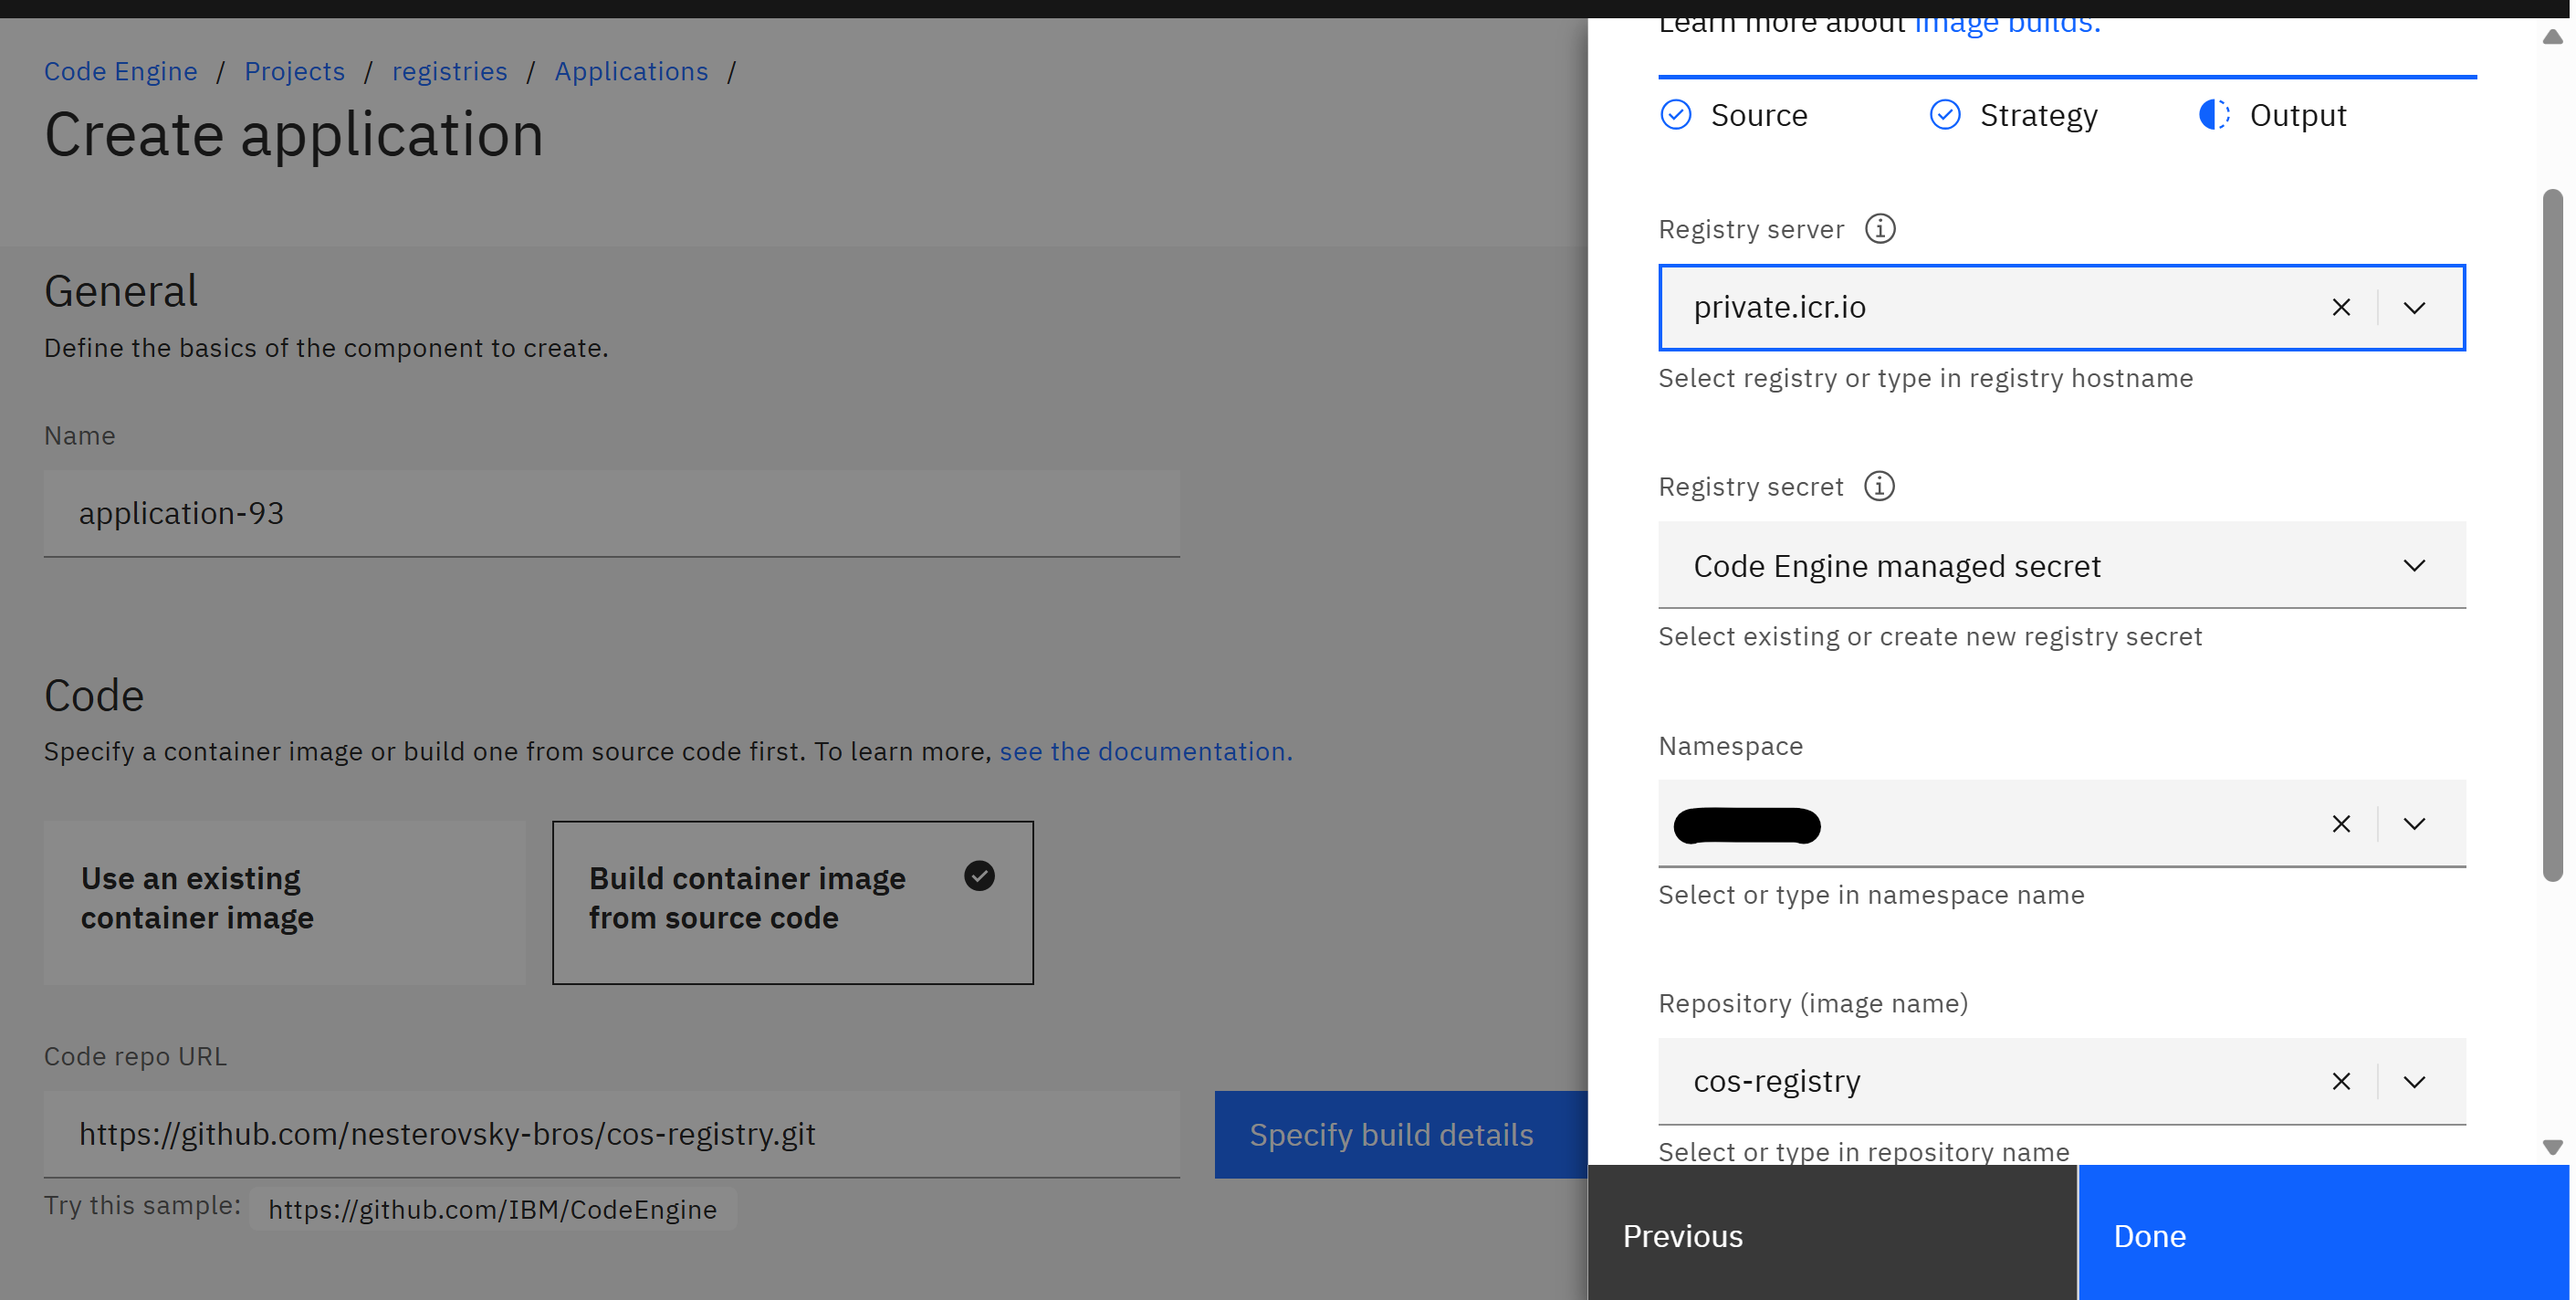 Code Engine / Projects / registries / Applications /
Create application
General
Define the basics of the component to create.
Name
application-93
Code
Specify a container image or build one from source code first. To learn more, see the documentation.
Use an existing
container image
Build container image
from source code
Code repo URL
https://github.com/nesterovsky-bros/cos-registry.git
Specify build details
Try this sample: https://github.com/IBM/CodeEngine
Learn more about image builds.
Source
Strategy
Output
Registry server
private.icr.io
Select registry or type in registry hostname
Registry secret
Code Engine managed secret
Select existing or create new registry secret
Namespace
Select or type in namespace name
Repository (image name)
cos-registry
Select or type in repository name
Previous
Done